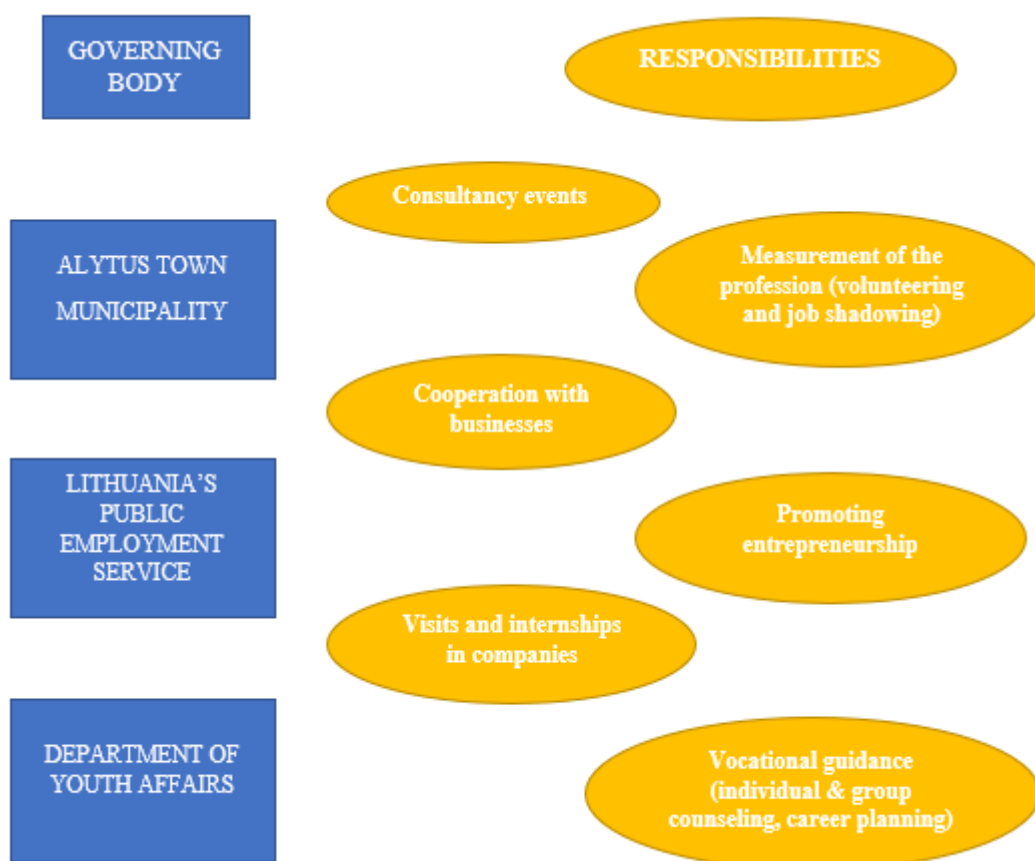 GOVERNING
BODY
RESPONSIBILITIES
Consultancy events
ALYTUS TOWN
MUNICIPALITY
Measurement of the
profession (volunteering
and job shadowing)
Cooperation with
businesses
LITHUANIA’S
PUBLIC
EMPLOYMENT
SERVICE
Promoting
entrepreneurship
Visits and internships
in companies
DEPARTMENT OF
YOUTH AFFAIRS
Vocational guidance
(individual & group
counseling, career planning)